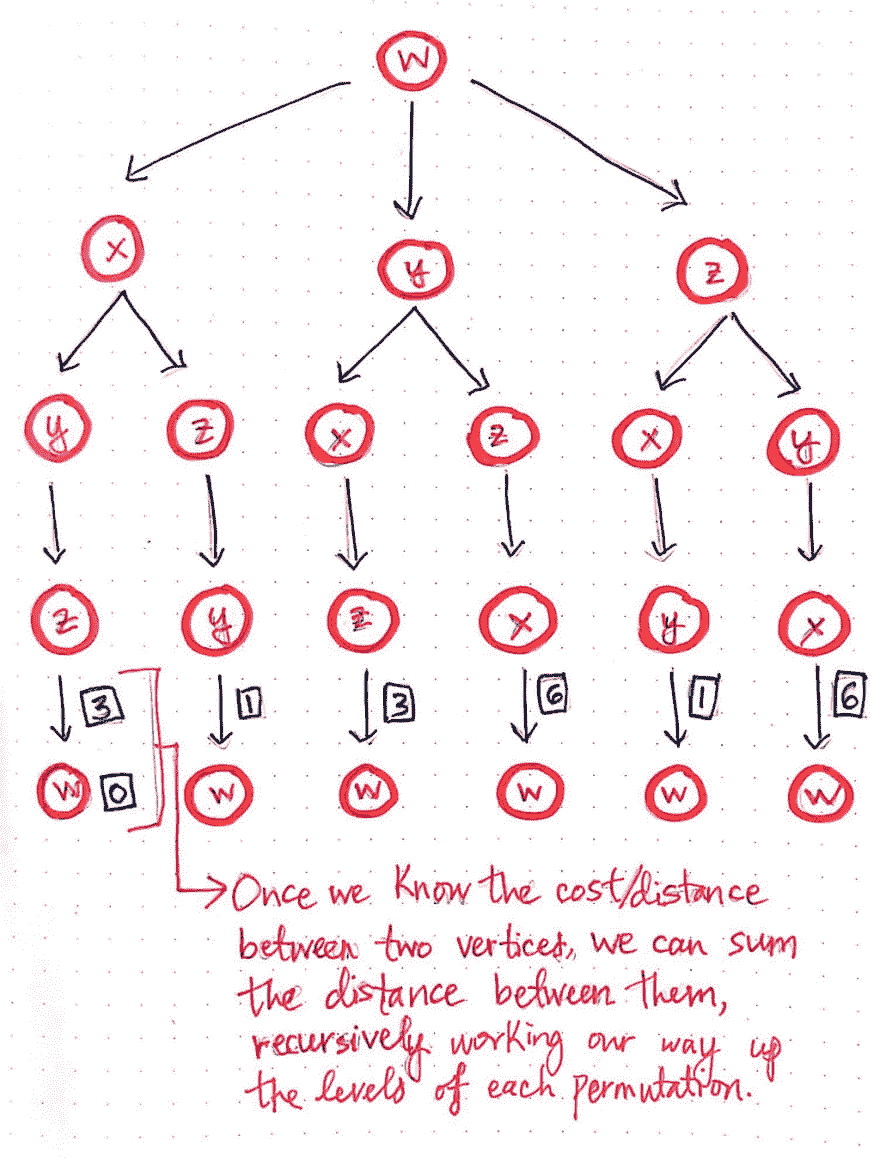 w
x
y
z
y
z
x
z
x
y
z
y
z
x
y
x
3
1
3
6
1
6
w 0
w
w
w
w
w
Once we know the cost/distance
between two vertices, we can sum
the distance between them,
recursively working our way up
the levels of each permutation.